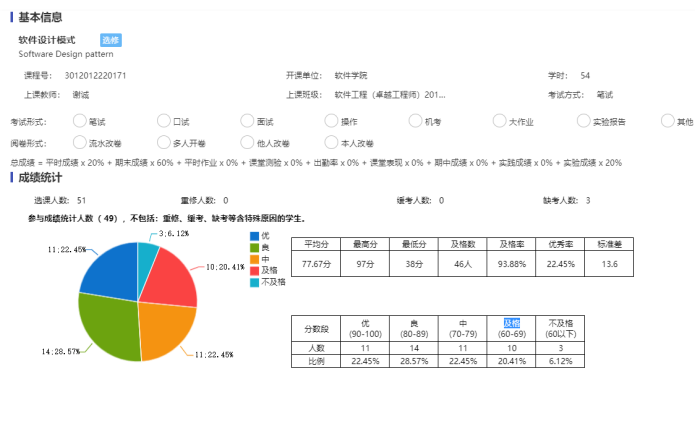 基本信息
软件设计模式 选修
Software Design pattern
课程号： 3012012220171 开课单位： 软件学院 学时： 54
上课教师： 谢诚 上课班级： 软件工程（卓越工程师）201... 考试方式： 笔试
考试形式： 笔试 口试 面试 操作 机考 大作业 实验报告 其他
阅卷形式： 流水改卷 多人开卷 他人改卷 本人改卷
总成绩 = 平时成绩 x 20% + 期末成绩 x 60% + 平时作业 x 0% + 课堂测验 x 0% + 出勤率 x 0% + 课堂表现 x 0% + 期中成绩 x 0% + 实践成绩 x 0% + 实验成绩 x 20%
成绩统计
选课人数： 51 重修人数： 0 缓考人数： 0 缺考人数： 3
参与成绩统计人数（ 49），不包括：重修、缓考、缺考等含特殊原因的学生。
3;6.12%
11;22.45%
10;20.41%
14;28.57%
11;22.45%
优
良
中
及格
不及格
平均分 最高分 最低分 及格数 及格率 优秀率 标准差
77.67分 97分 38分 46人 93.88% 22.45% 13.6
分数段 优 良 中 及格 不及格
(90-100) (80-89) (70-79) (60-69) (60以下)
人数 11 14 11 10 3
比例 22.45% 28.57% 22.45% 20.41% 6.12%